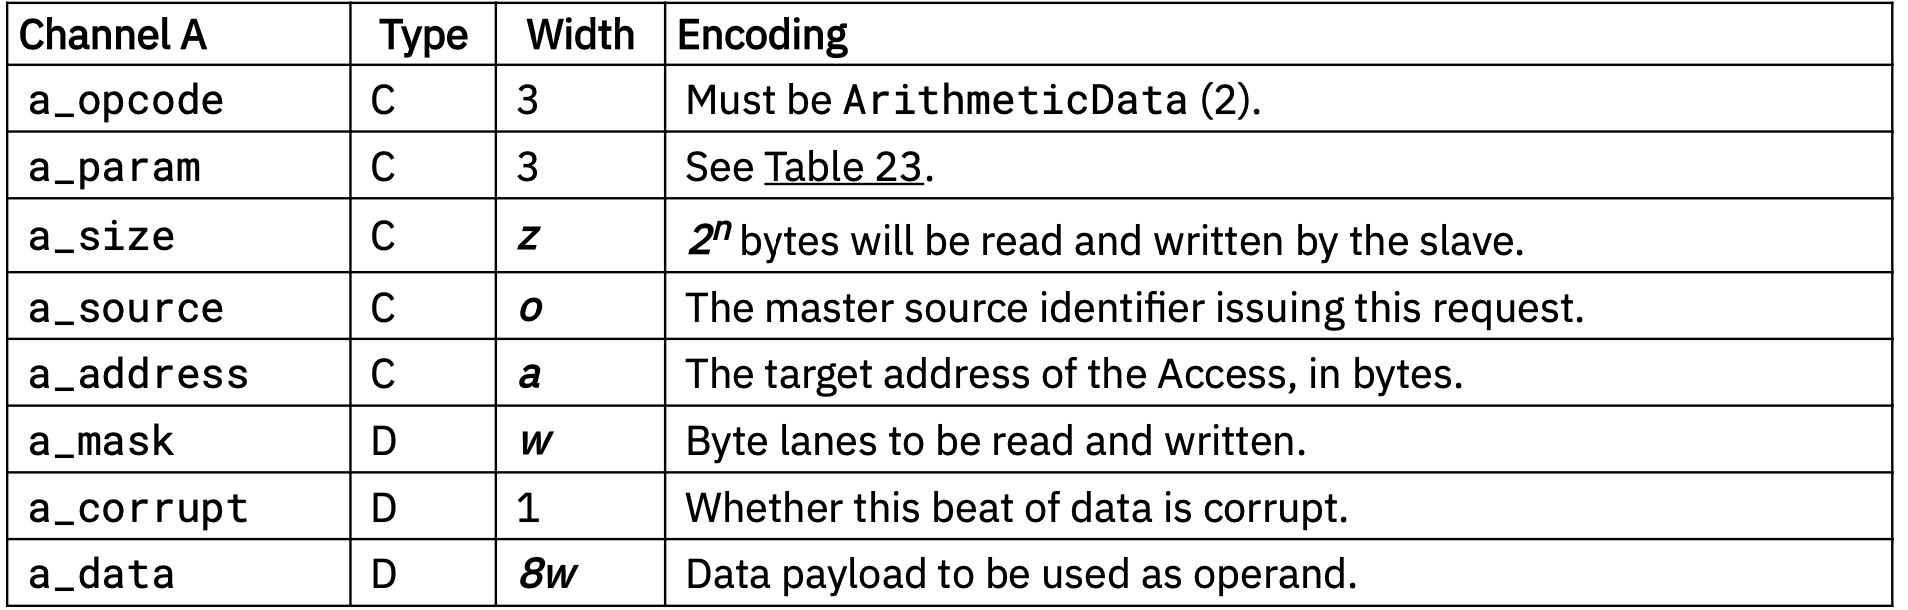 Channel A Type Width Encoding
a_opcode C 3 Must be ArithmeticData (2).
a_param C 3 See Table 23.
a_size C z 2ⁿ bytes will be read and written by the slave.
a_source C o The master source identifier issuing this request.
a_address C a The target address of the Access, in bytes.
a_mask D w Byte lanes to be read and written.
a_corrupt D 1 Whether this beat of data is corrupt.
a_data D 8w Data payload to be used as operand.